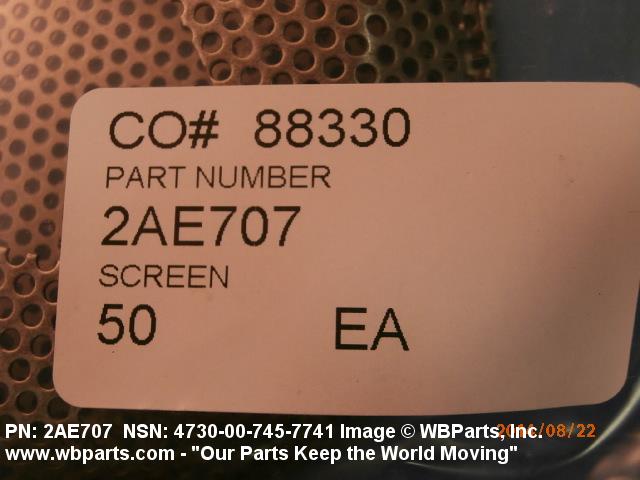 CO# 88330
PART NUMBER
2AE707
SCREEN
50 EA
PN: 2AE707 NSN: 4730-00-745-7741 Image © WBParts, Inc.
www.wbparts.com - "Our Parts Keep the World Moving"